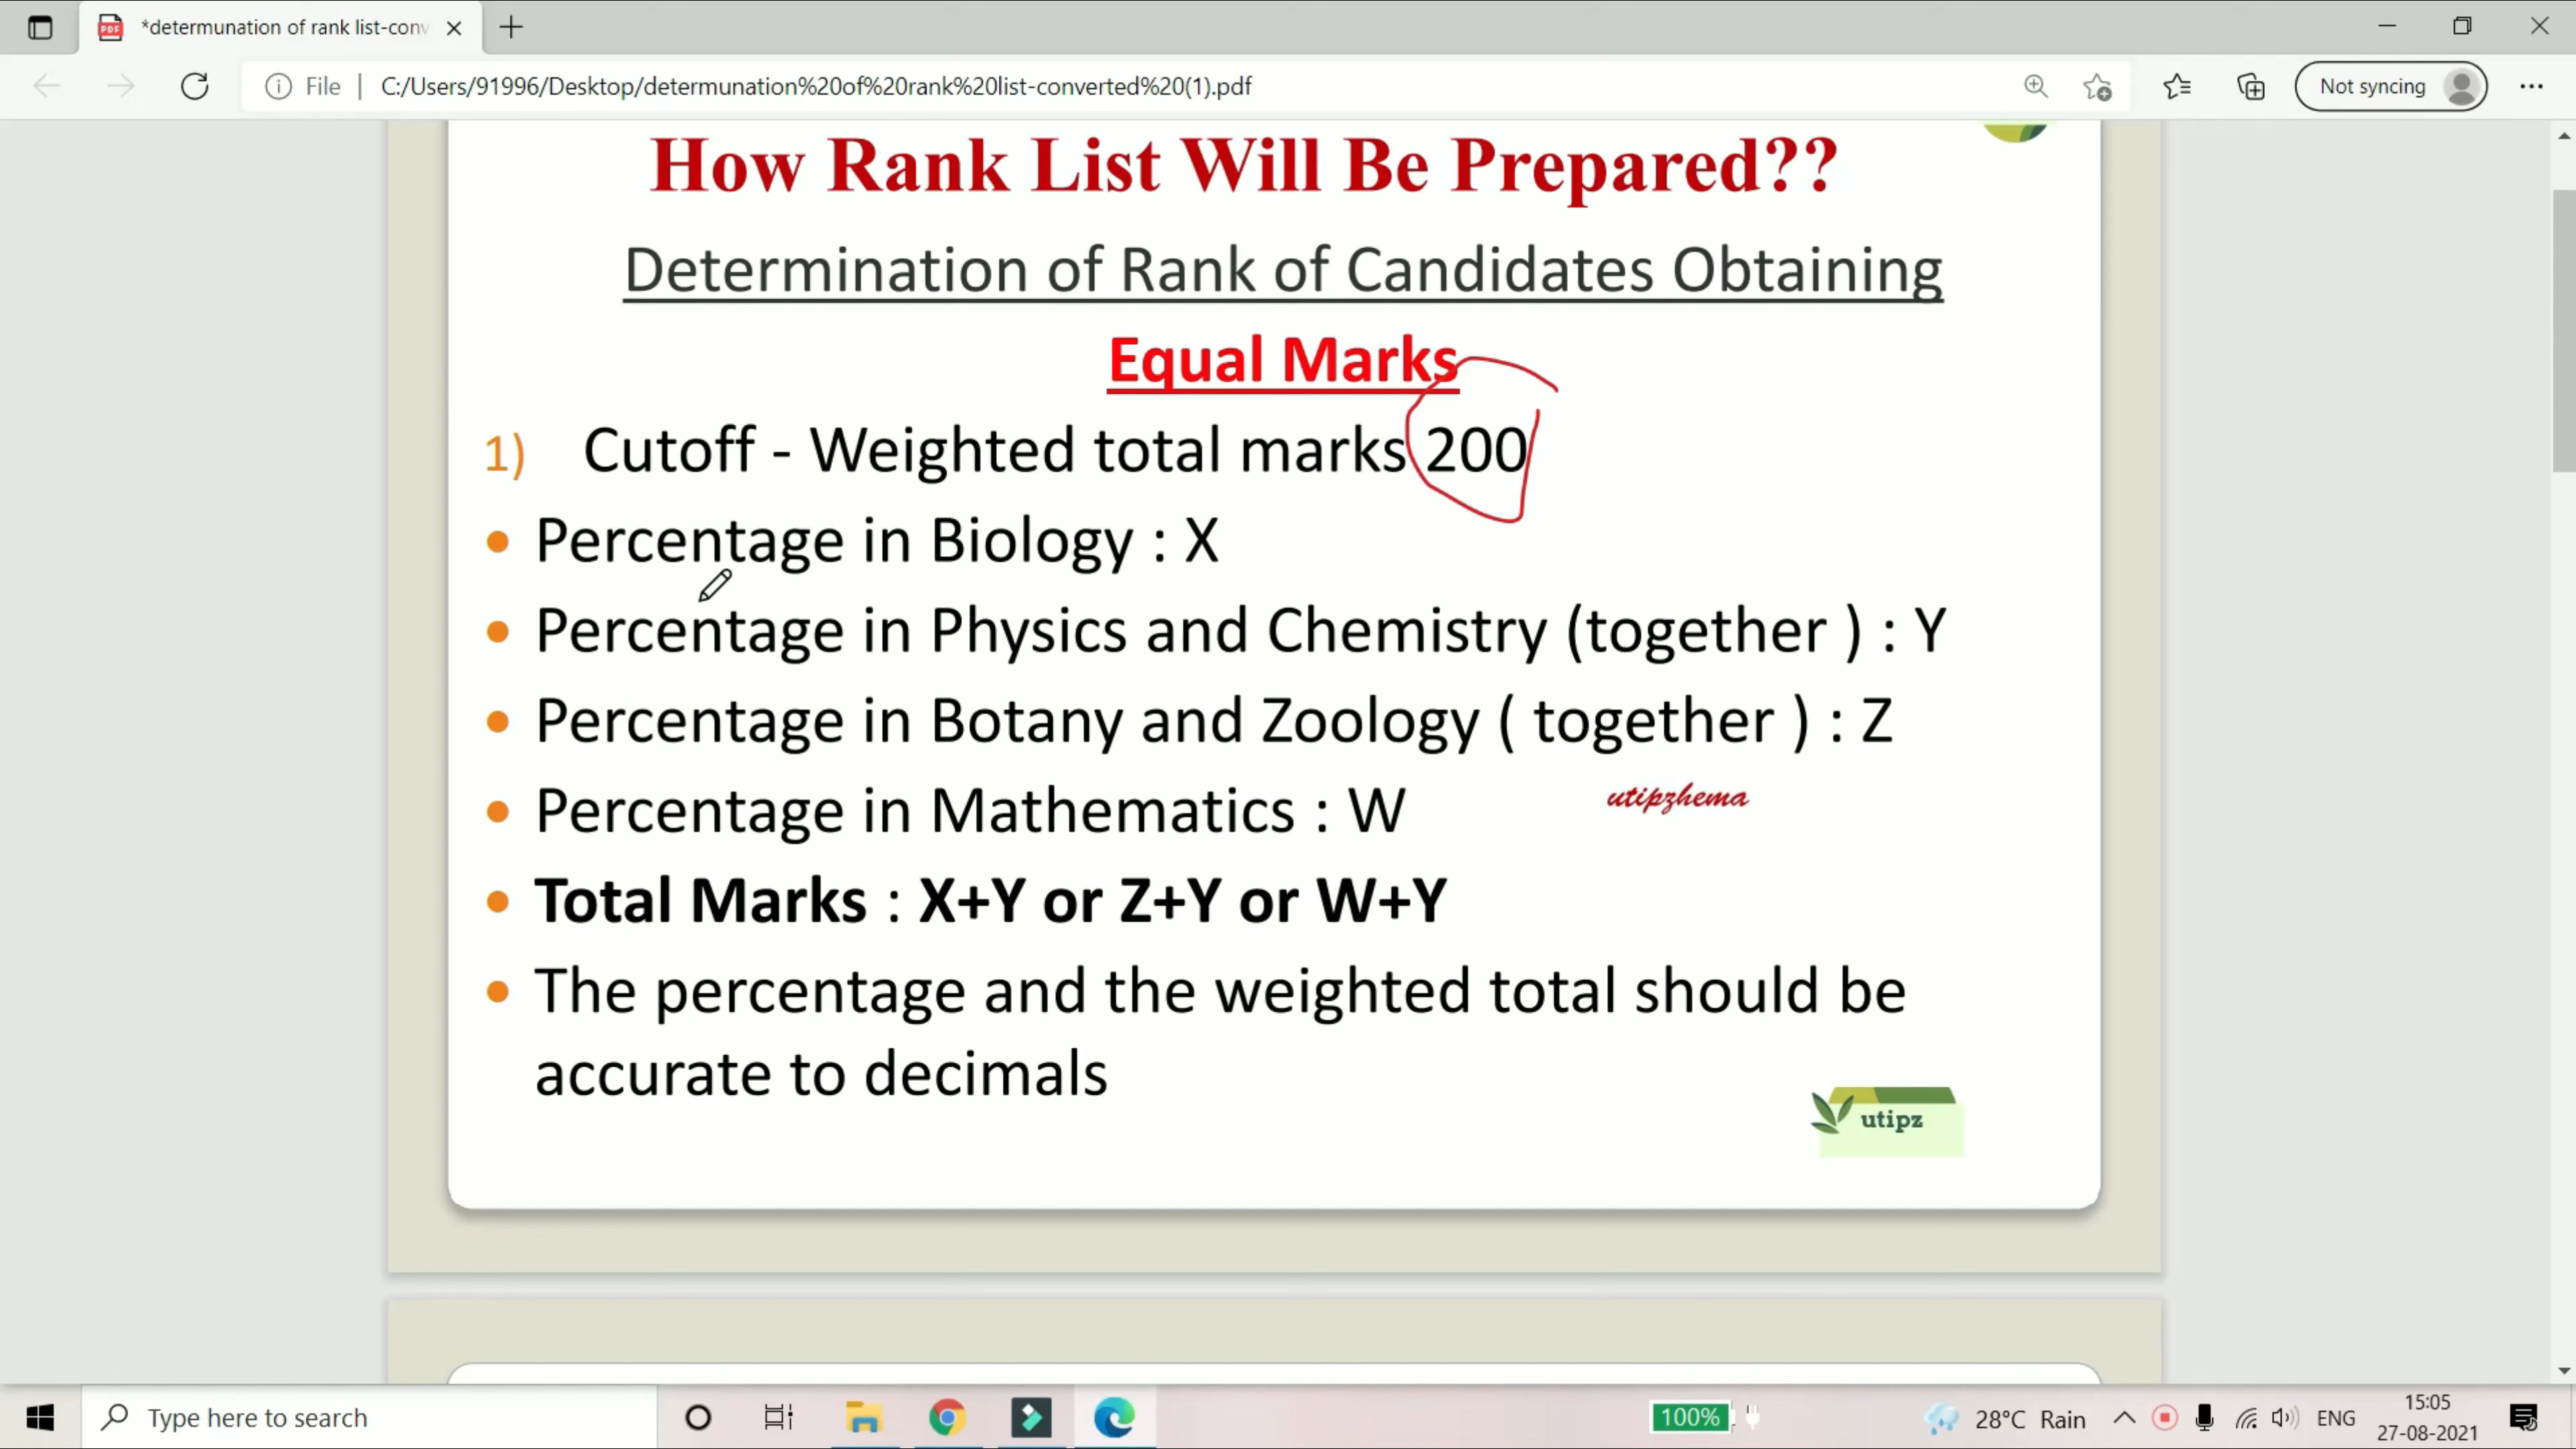 *determunation of rank list-conv
File
C:/Users/91996/Desktop/determunation%20of%20rank%20list-converted%20(1).pdf
Not syncing
How Rank List Will Be Prepared??
Determination of Rank of Candidates Obtaining
Equal Marks
1) Cutoff - Weighted total marks 200
• Percentage in Biology : X
• Percentage in Physics and Chemistry (together ) : Y
• Percentage in Botany and Zoology ( together ) : Z
• Percentage in Mathematics : W
utipzhema
• Total Marks : X+Y or Z+Y or W+Y
• The percentage and the weighted total should be
accurate to decimals
utipz
Type here to search
100%
28°C Rain
ENG
15:05
27-08-2021